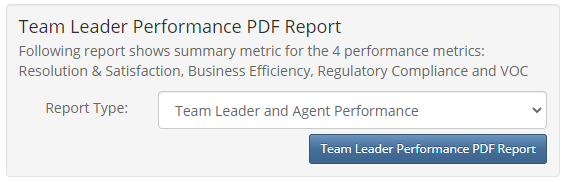 Team Leader Performance PDF Report
Following report shows summary metric for the 4 performance metrics:
Resolution & Satisfaction, Business Efficiency, Regulatory Compliance and VOC
Report Type:
Team Leader and Agent Performance
Team Leader Performance PDF Report